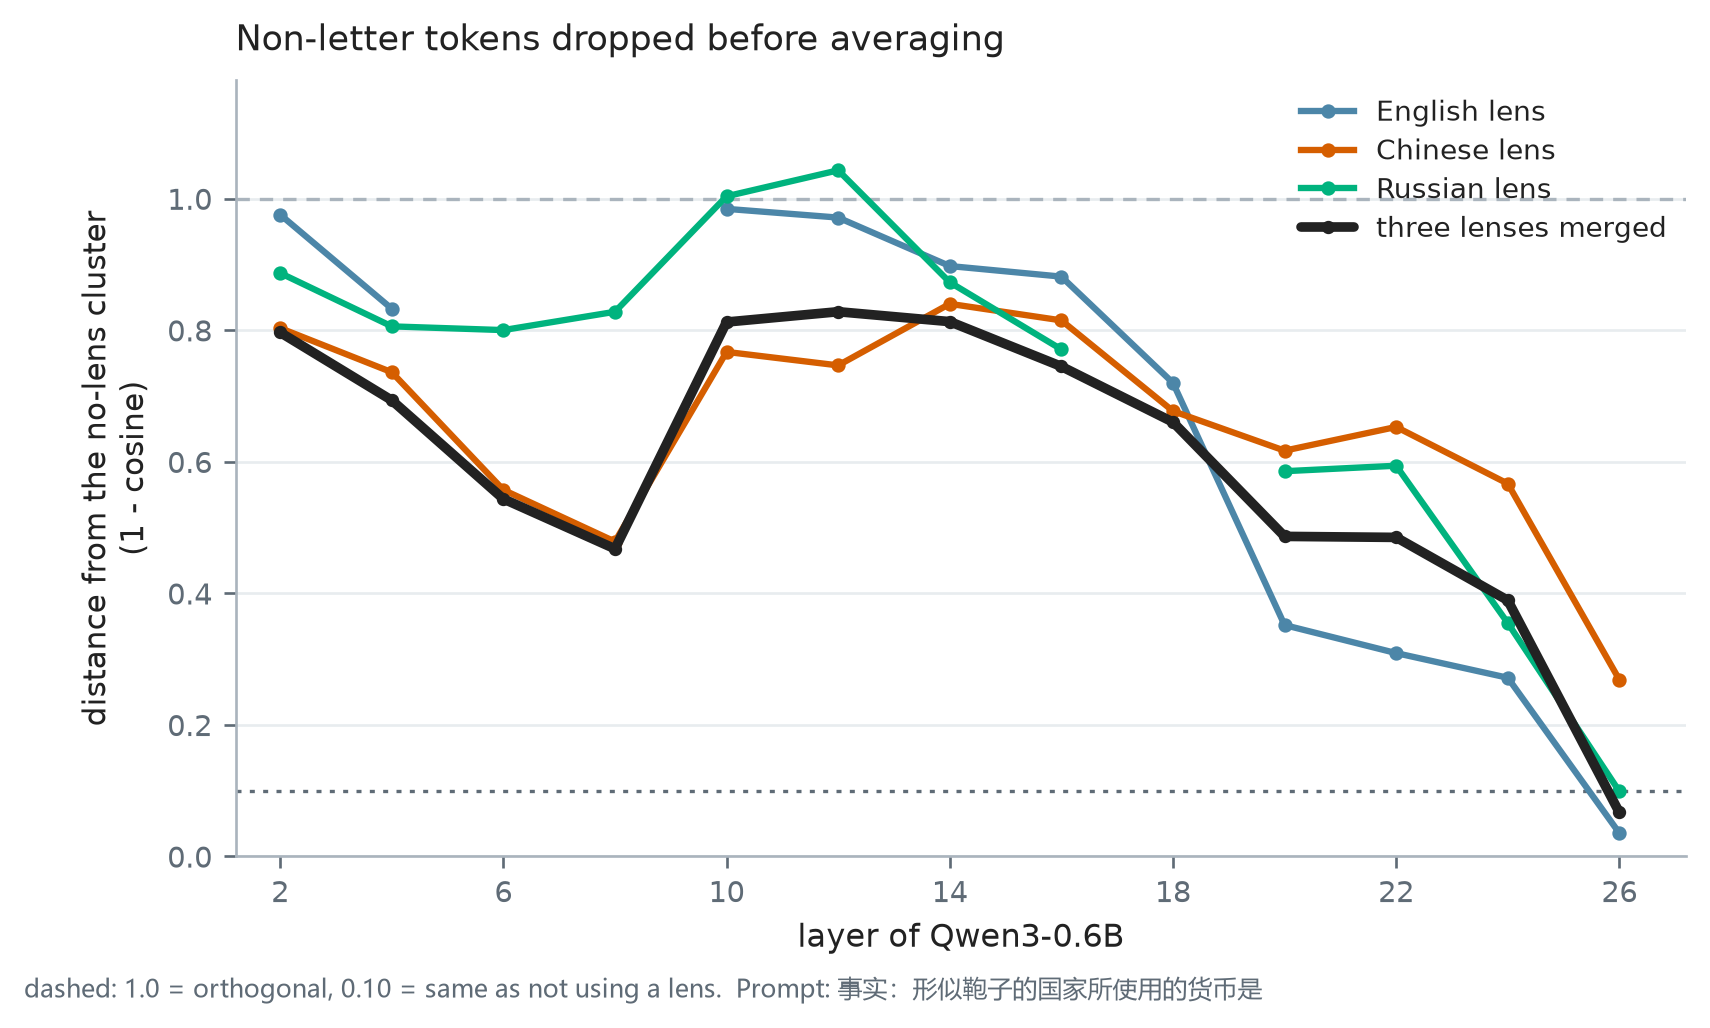 Non-letter tokens dropped before averaging
English lens
Chinese lens
Russian lens
three lenses merged
distance from the no-lens cluster
(1 - cosine)
1.0
0.8
0.6
0.4
0.2
0.0
2
6
10
14
18
22
26
layer of Qwen3-0.6B
dashed: 1.0 = orthogonal, 0.10 = same as not using a lens.  Prompt: 事实：形似靴子的国家所使用的货币是